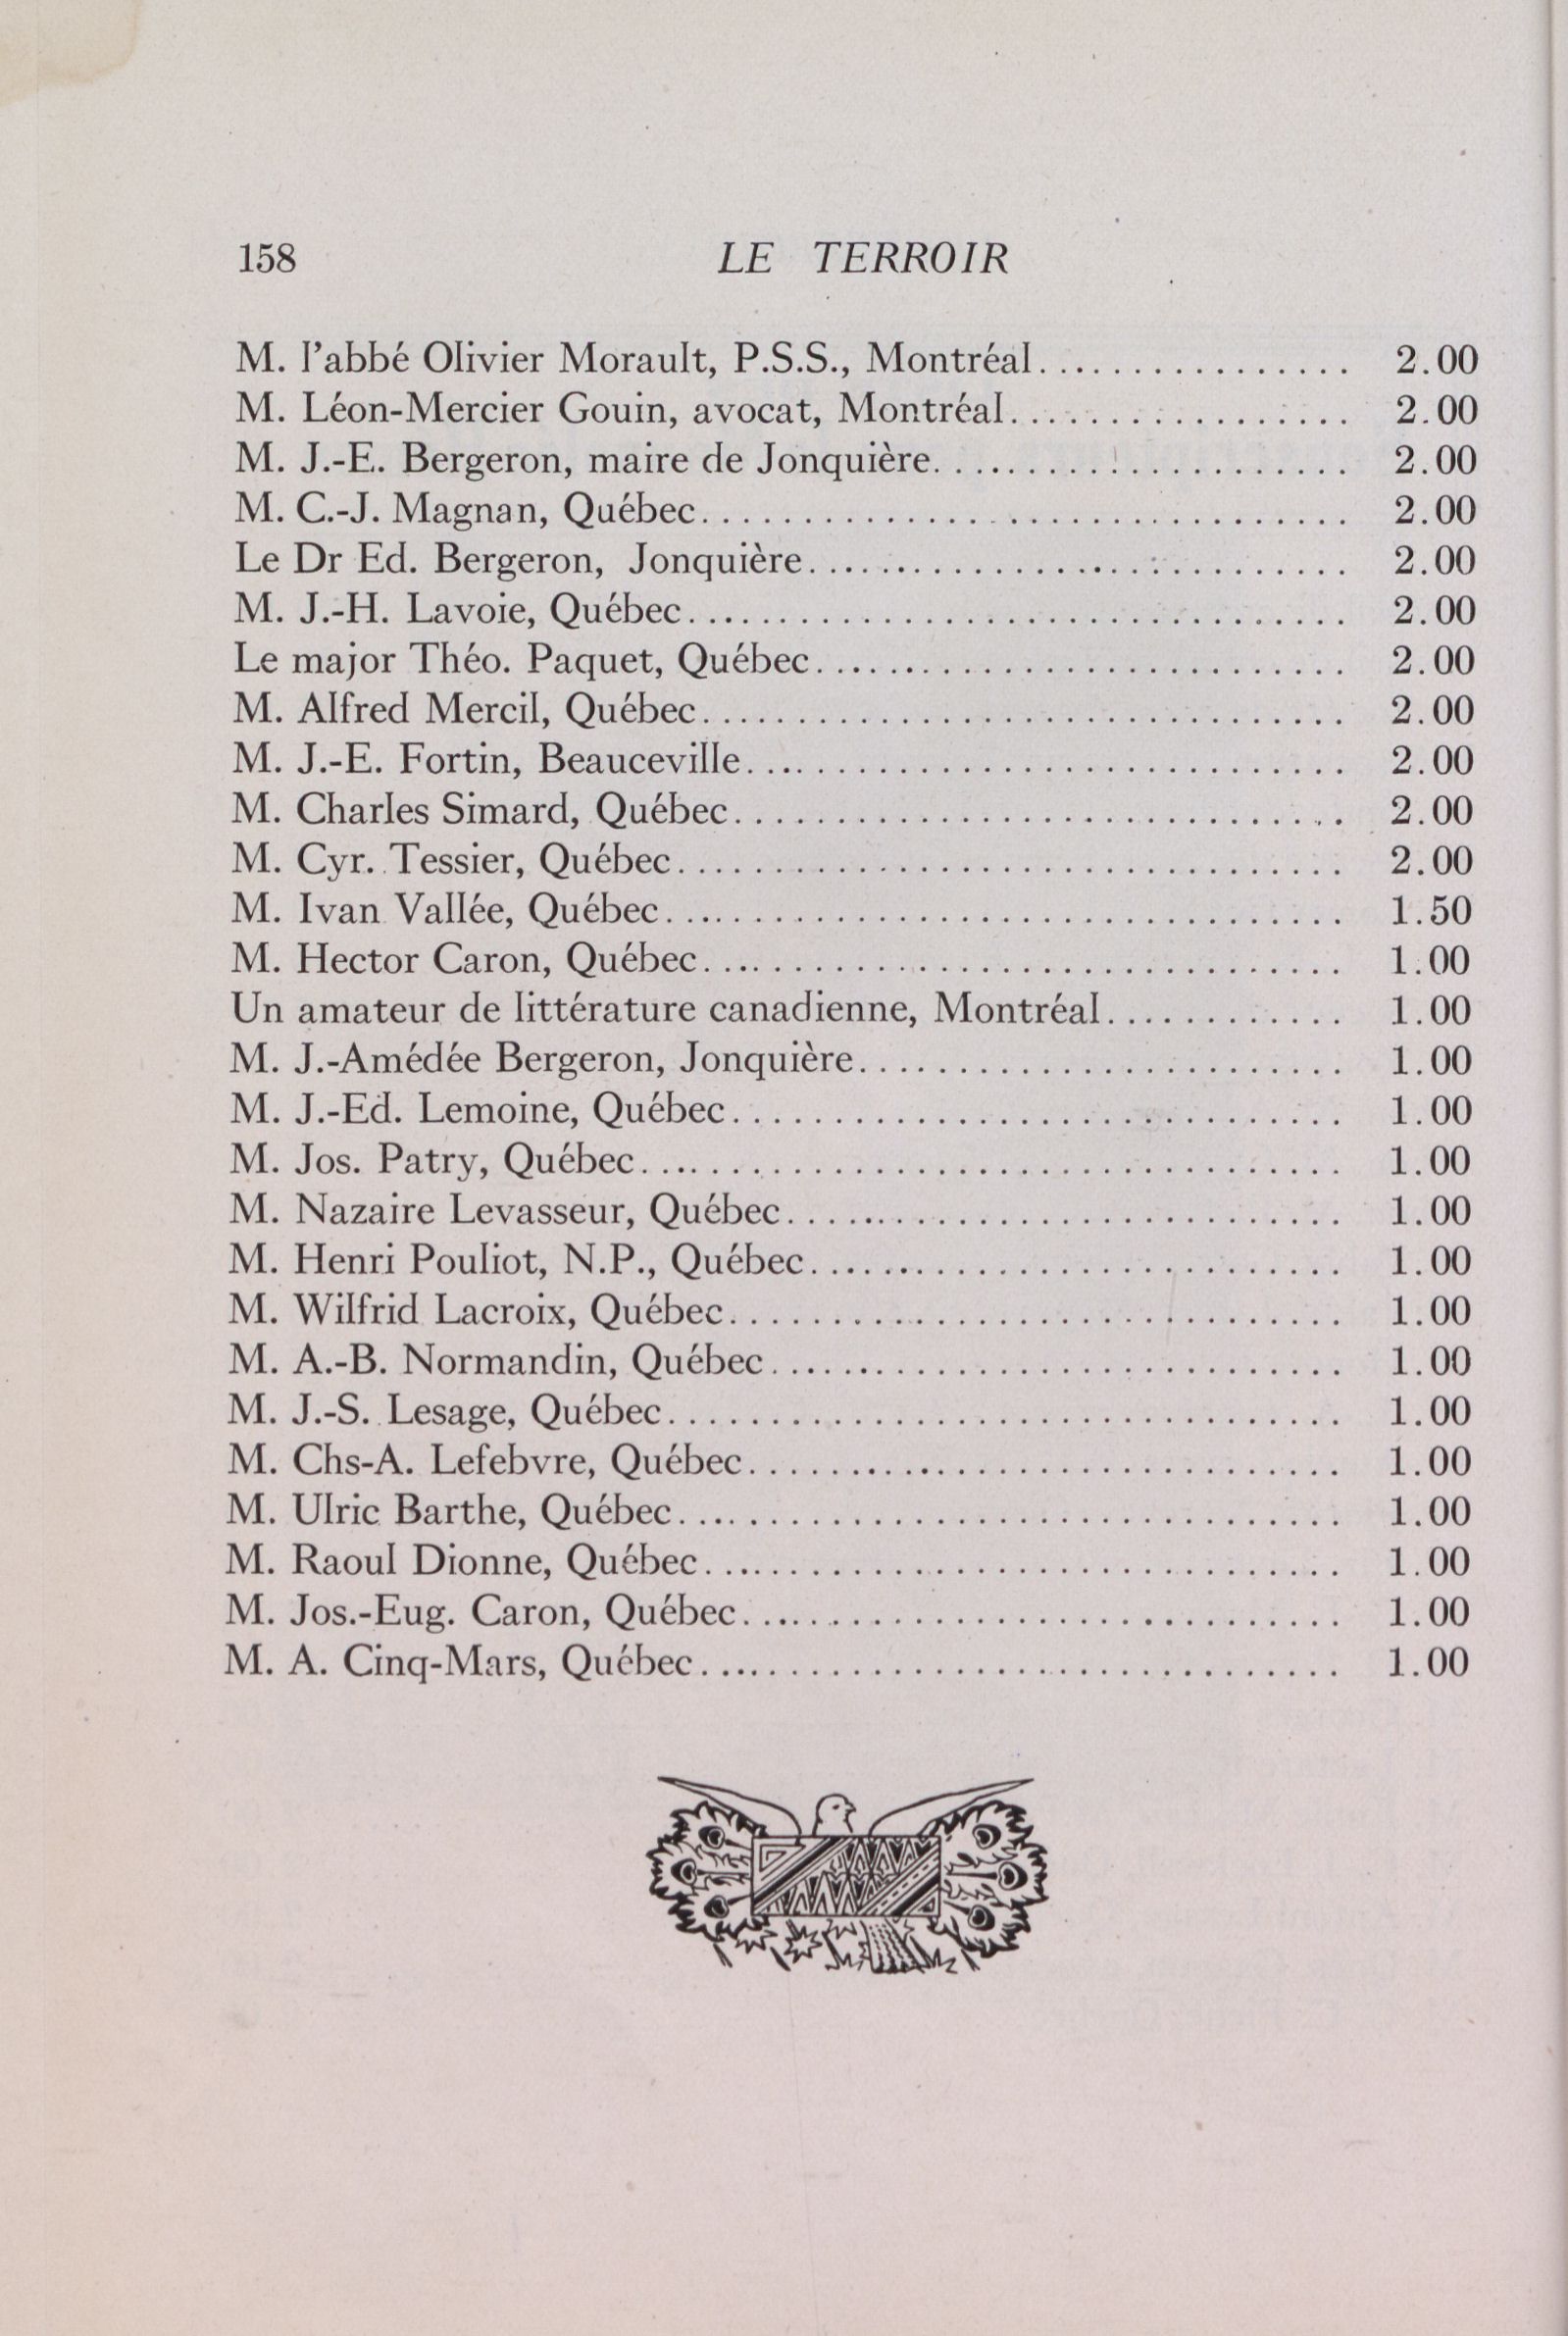 158 LE TERROIR
M. l'abbé Olivier Morault, P.S.S., Montréal................ 2.00
M. Léon-Mercier Gouin, avocat, Montréal................. 2.00
M. J.-E. Bergeron, maire de Jonquière..................... 2.00
M. C.-J. Magnan, Québec................................ 2.00
Le Dr Ed. Bergeron, Jonquière........................... 2.00
M. J.-H. Lavoie, Québec................................. 2.00
Le major Théo. Paquet, Québec........................... 2.00
M. Alfred Mercil, Québec................................ 2.00
M. J.-E. Fortin, Beauceville.............................. 2.00
M. Charles Simard, Québec............................... 2.00
M. Cyr. Tessier, Québec................................. 2.00
M. Ivan Vallée, Québec.................................. 1.50
M. Hector Caron, Québec................................ 1.00
Un amateur de littérature canadienne, Montréal............ 1.00
M. J.-Amédée Bergeron, Jonquière........................ 1.00
M. J.-Ed. Lemoine, Québec.............................. 1.00
M. Jos. Patry, Québec................................... 1.00
M. Nazaire Levasseur, Québec............................ 1.00
M. Henri Pouliot, N.P., Québec........................... 1.00
M. Wilfrid Lacroix, Québec.............................. 1.00
M. A.-B. Normandin, Québec............................. 1.00
M. J.-S. Lesage, Québec................................. 1.00
M. Chs-A. Lefebvre, Québec.............................. 1.00
M. Ulric Barthe, Québec................................. 1.00
M. Raoul Dionne, Québec................................ 1.00
M. Jos.-Eug. Caron, Québec.............................. 1.00
M. A. Cinq-Mars, Québec................................ 1.00